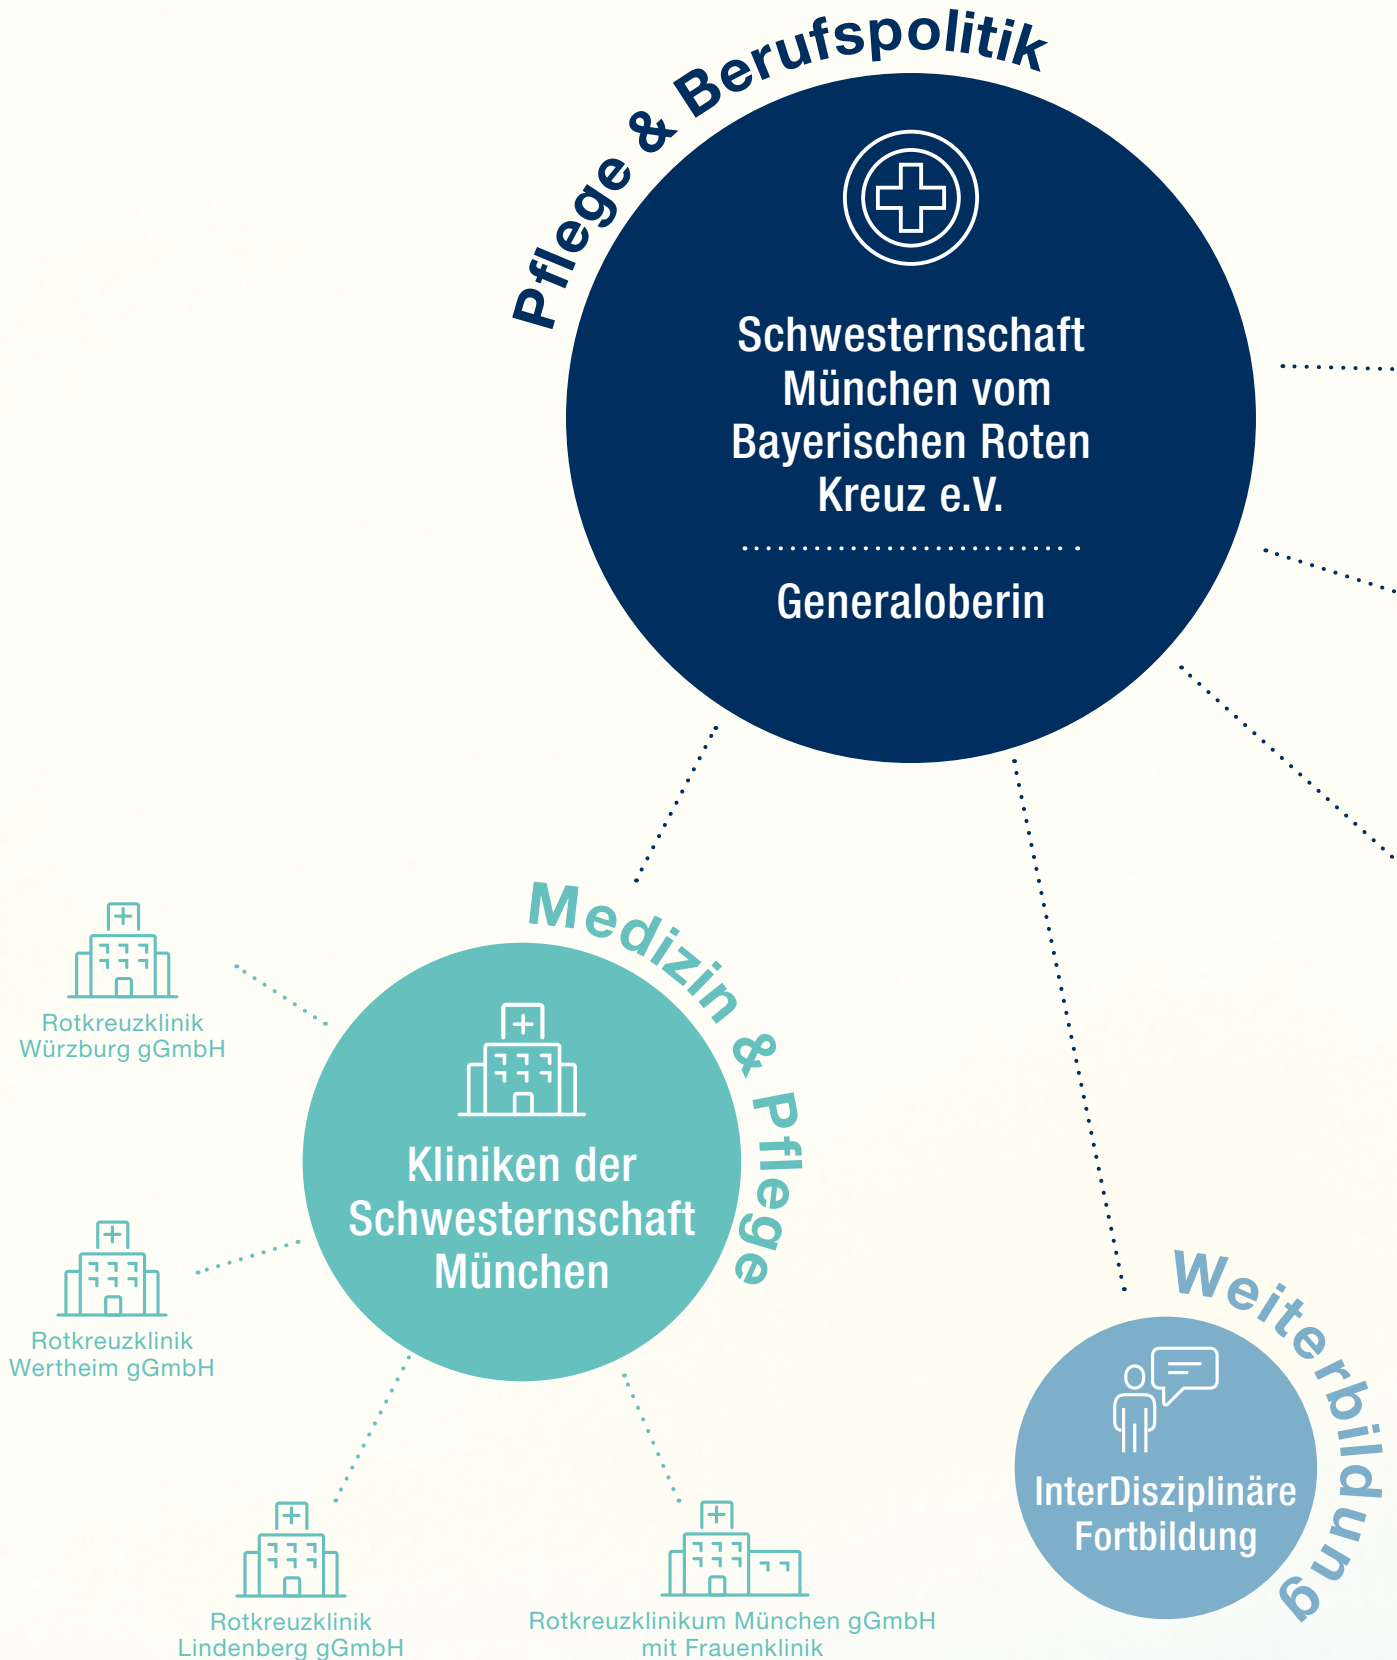 Pflege & Berufspolitik
Schwesternschaft
München vom
Bayerischen Roten
Kreuz e.V.
Generaloberin
Medizin & Pflege
Kliniken der
Schwesternschaft
München
Rotkreuzklinik
Würzburg gGmbH
Rotkreuzklinik
Wertheim gGmbH
Rotkreuzklinik
Lindenberg gGmbH
Rotkreuzklinikum München gGmbH
mit Frauenklinik
Weiterbildung
InterDisziplinäre
Fortbildung